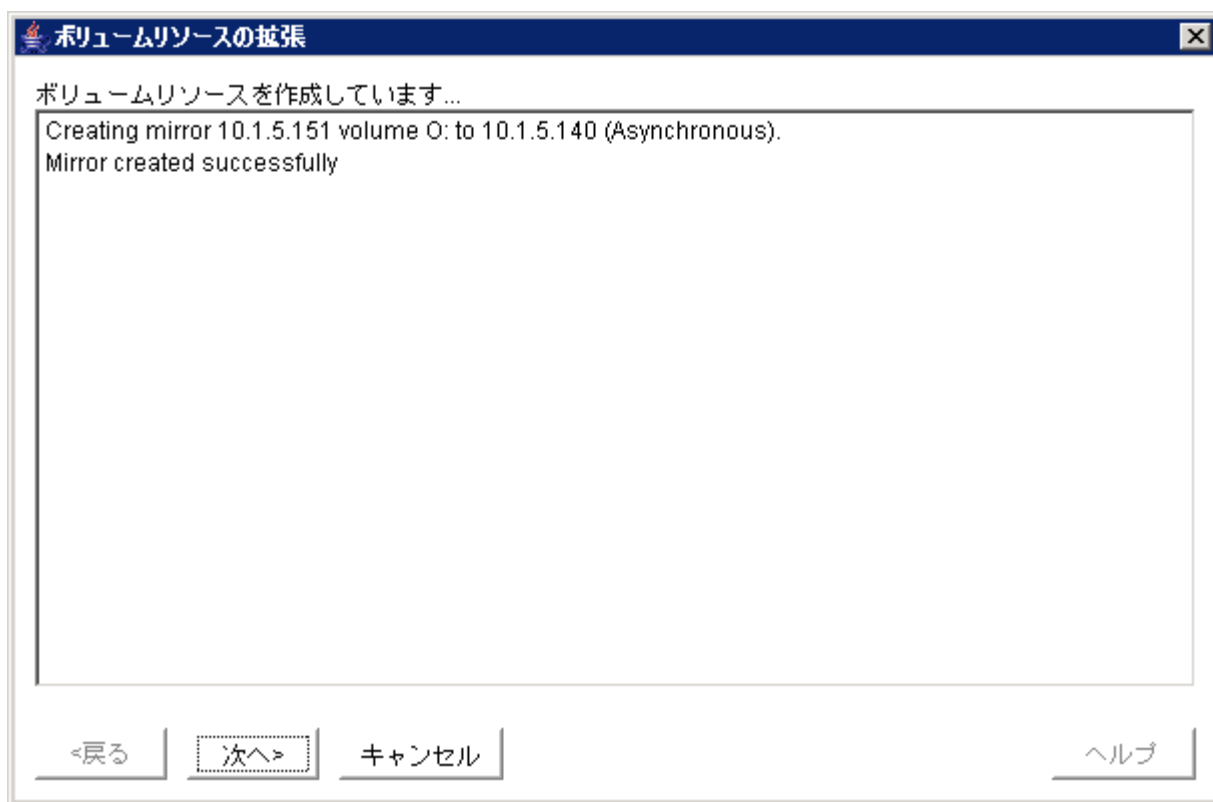 ボリュームリソースの拡張
ボリュームリソースを作成しています...
Creating mirror 10.1.5.151 volume O: to 10.1.5.140 (Asynchronous).
Mirror created successfully
<戻る 次へ> キャンセル ヘルプ